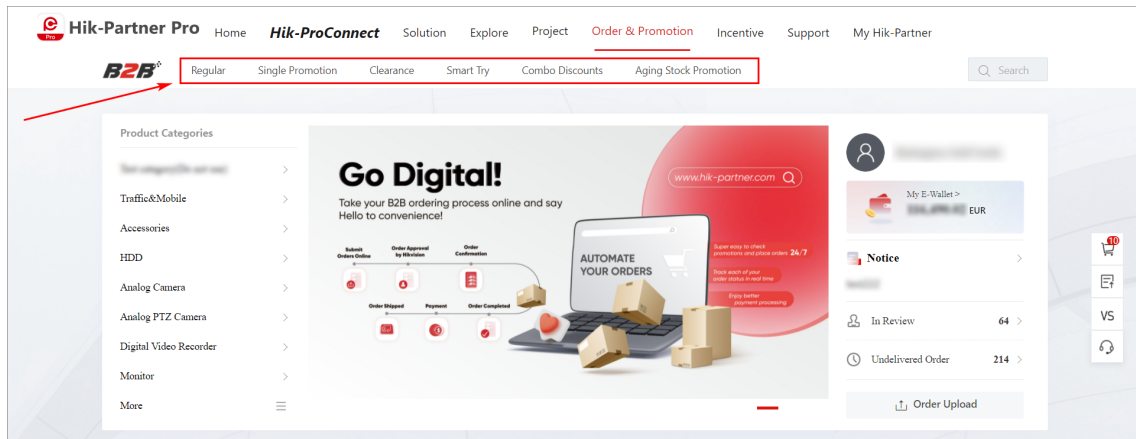 Hik-Partner Pro Home Hik-ProConnect Solution Explore Project Order & Promotion Incentive Support My Hik-Partner
Pro
B2B Regular Single Promotion Clearance Smart Try Combo Discounts Aging Stock Promotion Search
Product Categories
Traffic&Mobile
Accessories
HDD
Analog Camera
Analog PTZ Camera
Digital Video Recorder
Monitor
More
Go Digital!
Take your B2B ordering process online and say
Hello to convenience!
www.hik-partner.com
Submit
Orders Online
Order Approval
by Hikvision
Order
Confirmation
Order Shipped
Payment
Order Completed
AUTOMATE
YOUR ORDERS
Super easy to check
promotions and place orders 24/7
Track each of your
order status in real time
Enjoy better
payment processing
My E-Wallet >
EUR
Notice
In Review 64
Undelivered Order 214
Order Upload
10
VS